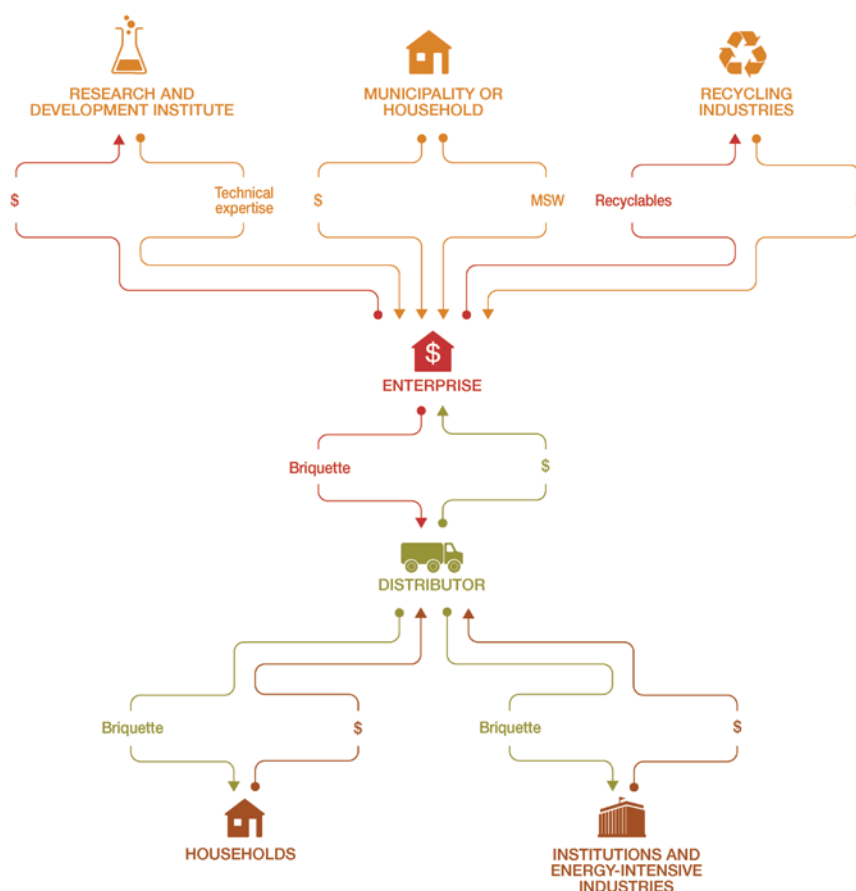 RESEARCH AND
DEVELOPMENT INSTITUTE
MUNICIPALITY OR
HOUSEHOLD
RECYCLING
INDUSTRIES
$
Technical
expertise
$
MSW
Recyclables
$
ENTERPRISE
Briquette
$
DISTRIBUTOR
Briquette
$
Briquette
$
HOUSEHOLDS
INSTITUTIONS AND
ENERGY-INTENSIVE
INDUSTRIES